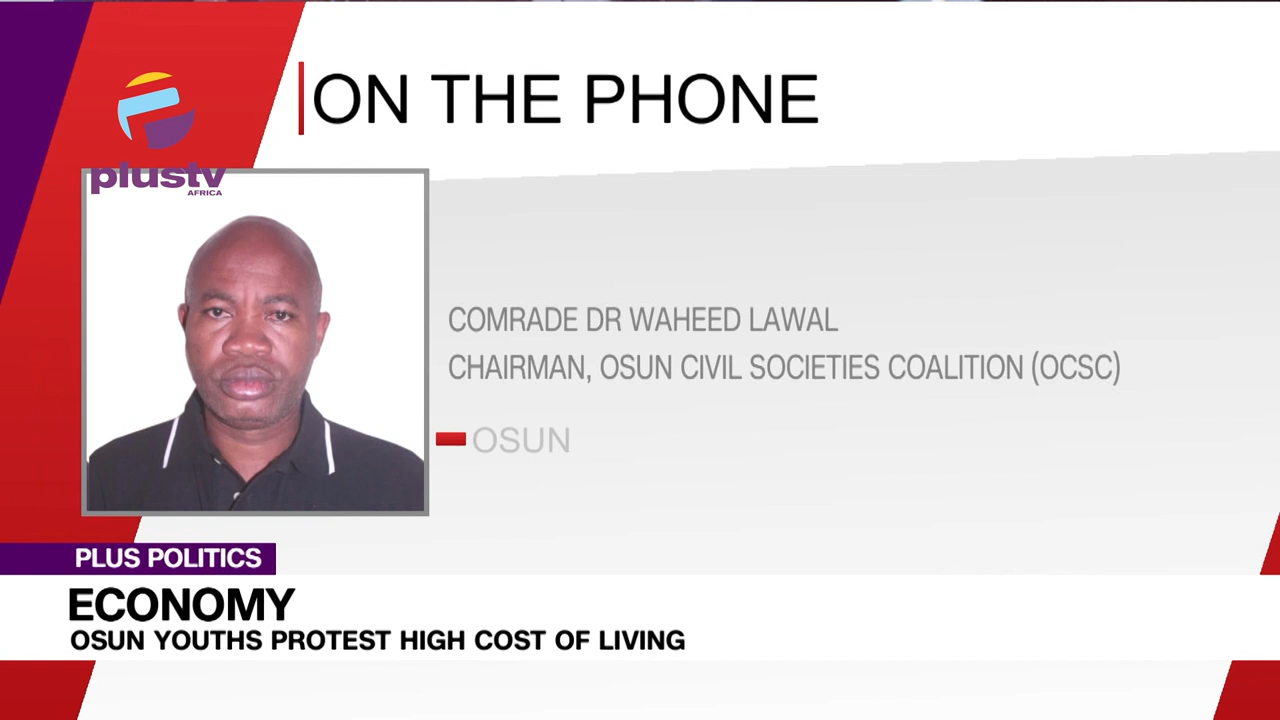 ON THE PHONE
plustv
AFRICA
COMRADE DR WAHEED LAWAL
CHAIRMAN, OSUN CIVIL SOCIETIES COALITION (OCSC)
OSUN
PLUS POLITICS
ECONOMY
OSUN YOUTHS PROTEST HIGH COST OF LIVING